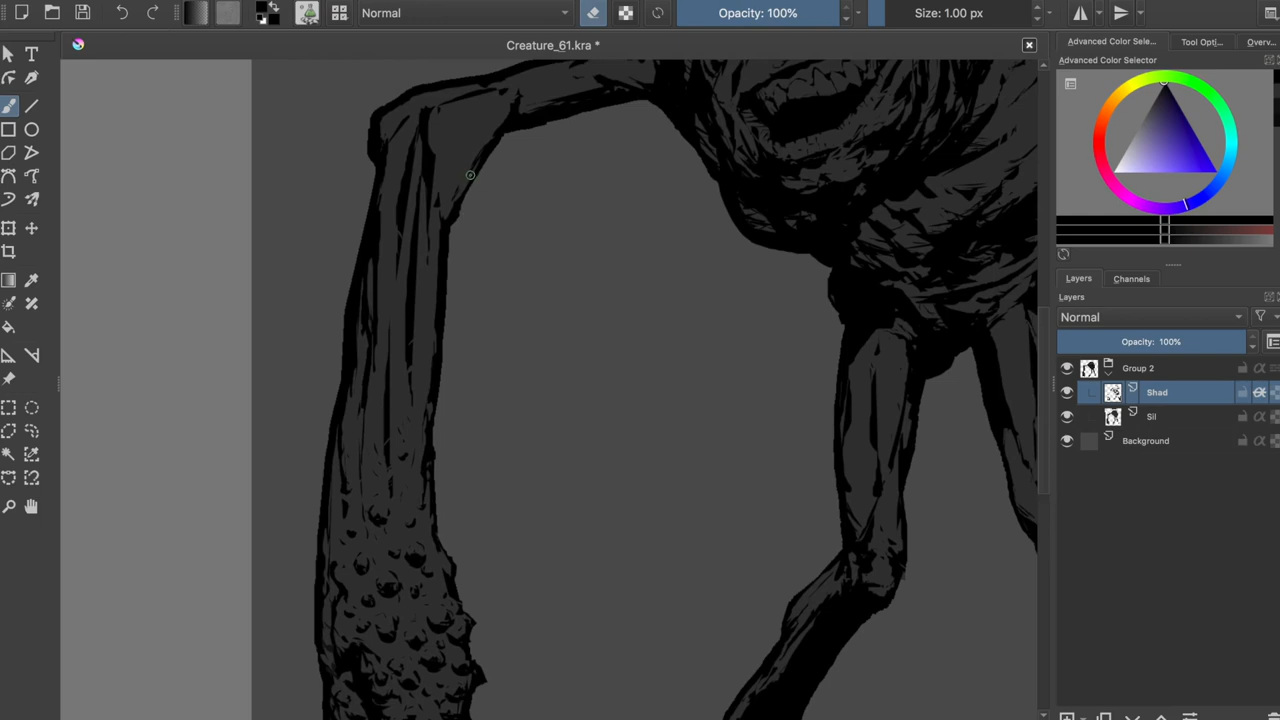 Normal
Opacity: 100%
Size: 1.00 px
Creature_61.kra *
Advanced Color Sele...
Tool Opti...
Overv...
Advanced Color Selector
Layers
Channels
Layers
Normal
Opacity: 100%
Group 2
Shad
Sil
Background